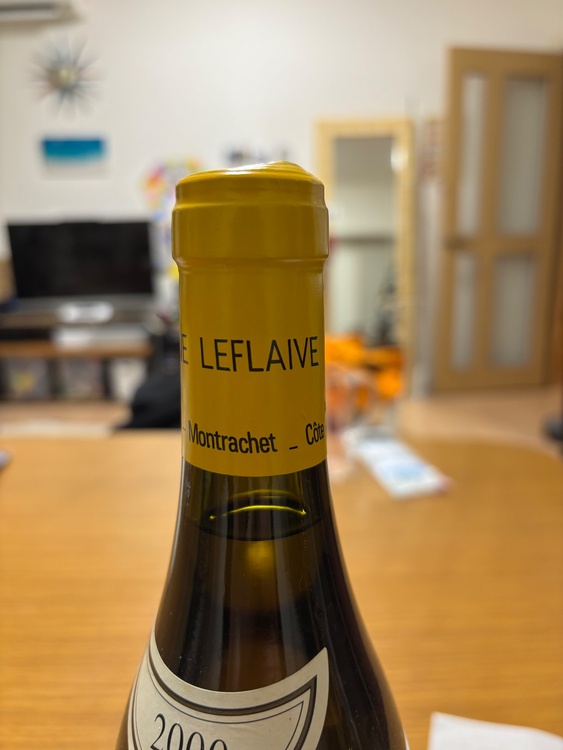 E LEFLAIVE
- Montrachet _ Côte
2000